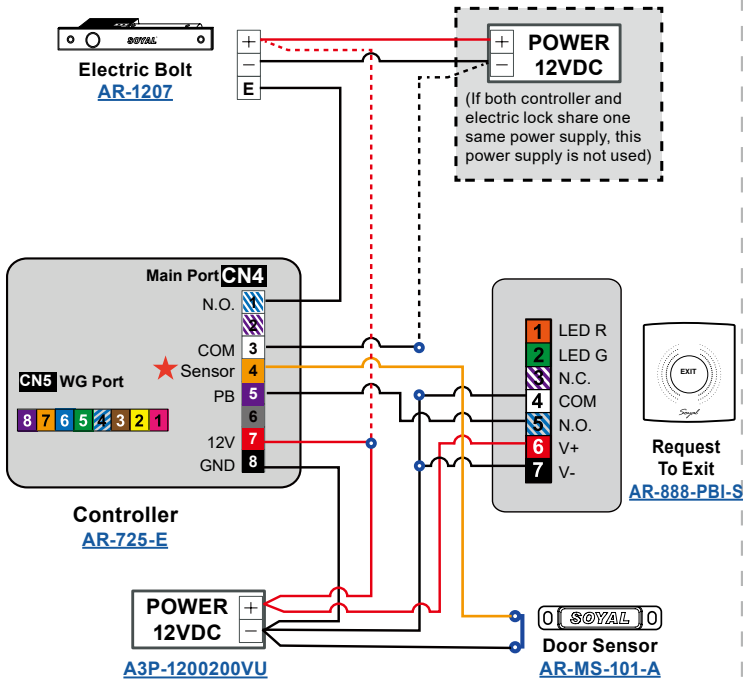 SOYAL
Electric Bolt
AR-1207
+
−
E
+
−
POWER
12VDC
(If both controller and
electric lock share one
same power supply, this
power supply is not used)
Main Port CN4
N.O. 1
2
COM 3
★ Sensor 4
PB 5
6
12V 7
GND 8
CN5 WG Port
8 7 6 5 4 3 2 1
Controller
AR-725-E
1 LED R
2 LED G
3 N.C.
4 COM
5 N.O.
6 V+
7 V-
EXIT
Soyal
Request
To Exit
AR-888-PBI-S
POWER
12VDC
+
−
A3P-1200200VU
SOYAL
Door Sensor
AR-MS-101-A